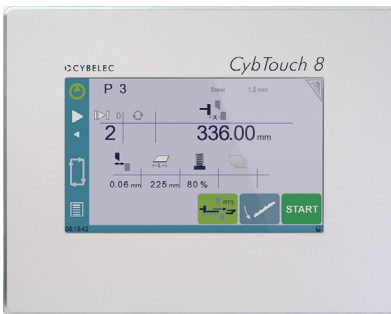 CYBELEC CybTouch 8
P 3 Steel 1.2 mm
0 -X-
2 336.00 mm
-L-
0.06 mm 225 mm 80 %
RTS START
08:13:42